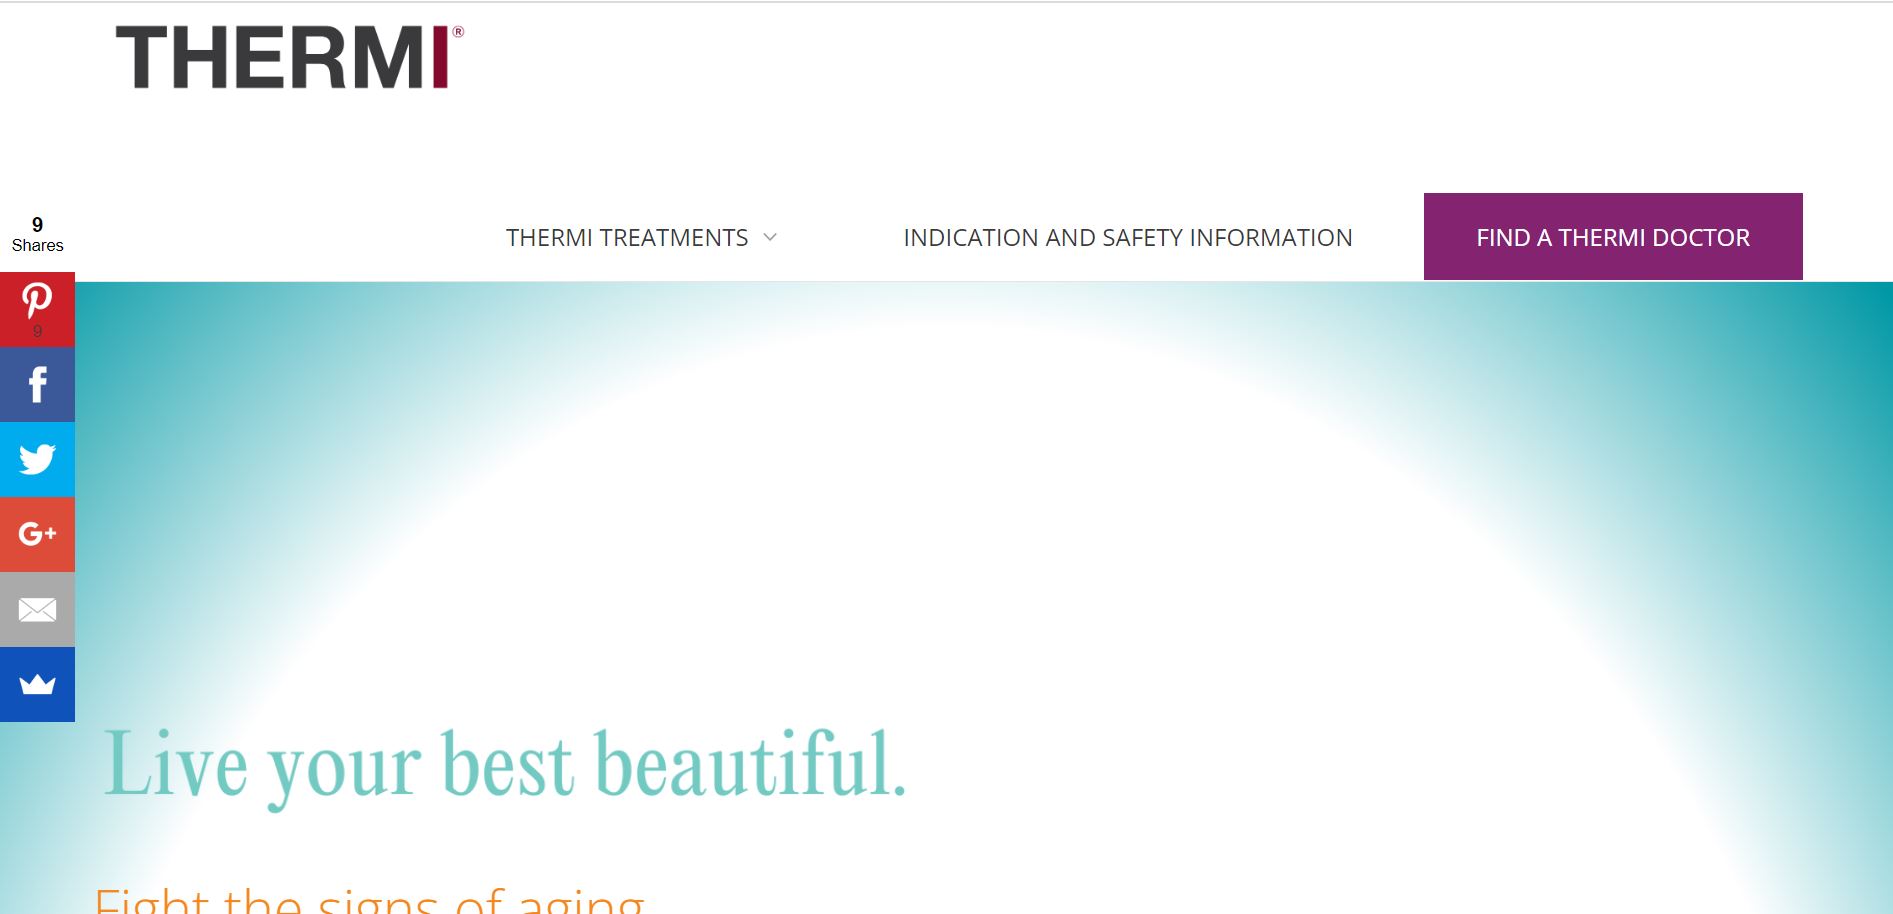 THERMI®
THERMI TREATMENTS
INDICATION AND SAFETY INFORMATION
FIND A THERMI DOCTOR
9
Shares
9
G+
Live your best beautiful.
Fight the signs of aging